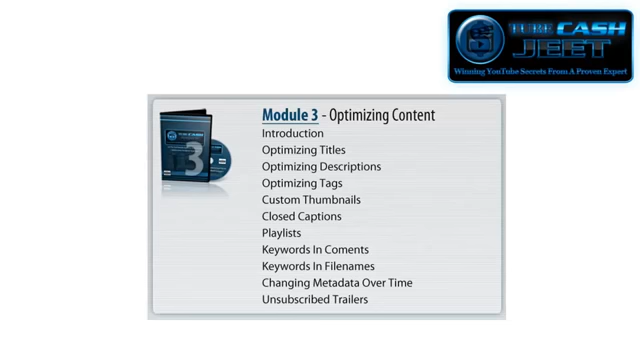 TUBE CASH
JEET
Winning YouTube Secrets From A Proven Expert
Module 3 - Optimizing Content
Introduction
Optimizing Titles
Optimizing Descriptions
Optimizing Tags
Custom Thumbnails
Closed Captions
Playlists
Keywords In Coments
Keywords In Filenames
Changing Metadata Over Time
Unsubscribed Trailers
3